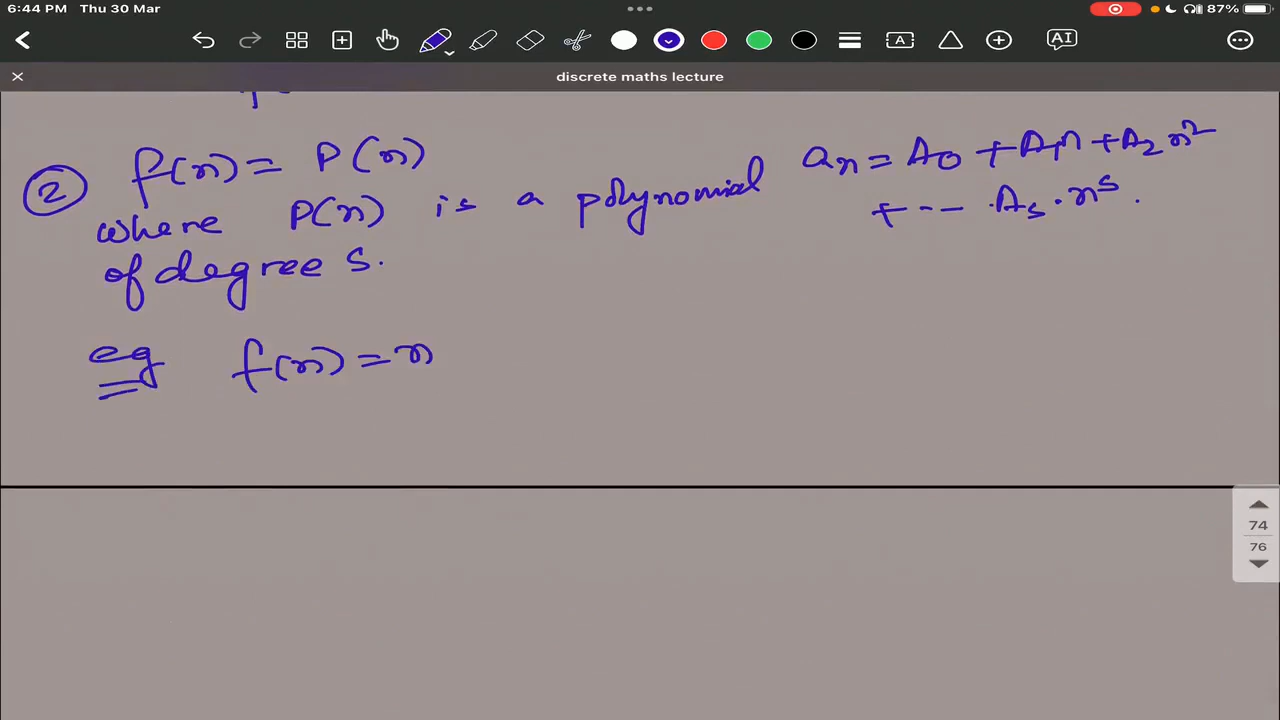 6:44 PM Thu 30 Mar
87%
A
AI
discrete maths lecture
② f(n) = P(n)
where P(n) is a polynomial
of degree s.
aₙ = A₀ + A₁n + A₂n²
+ --- . Aₛ . nˢ .
eg f(n) = n
74
76